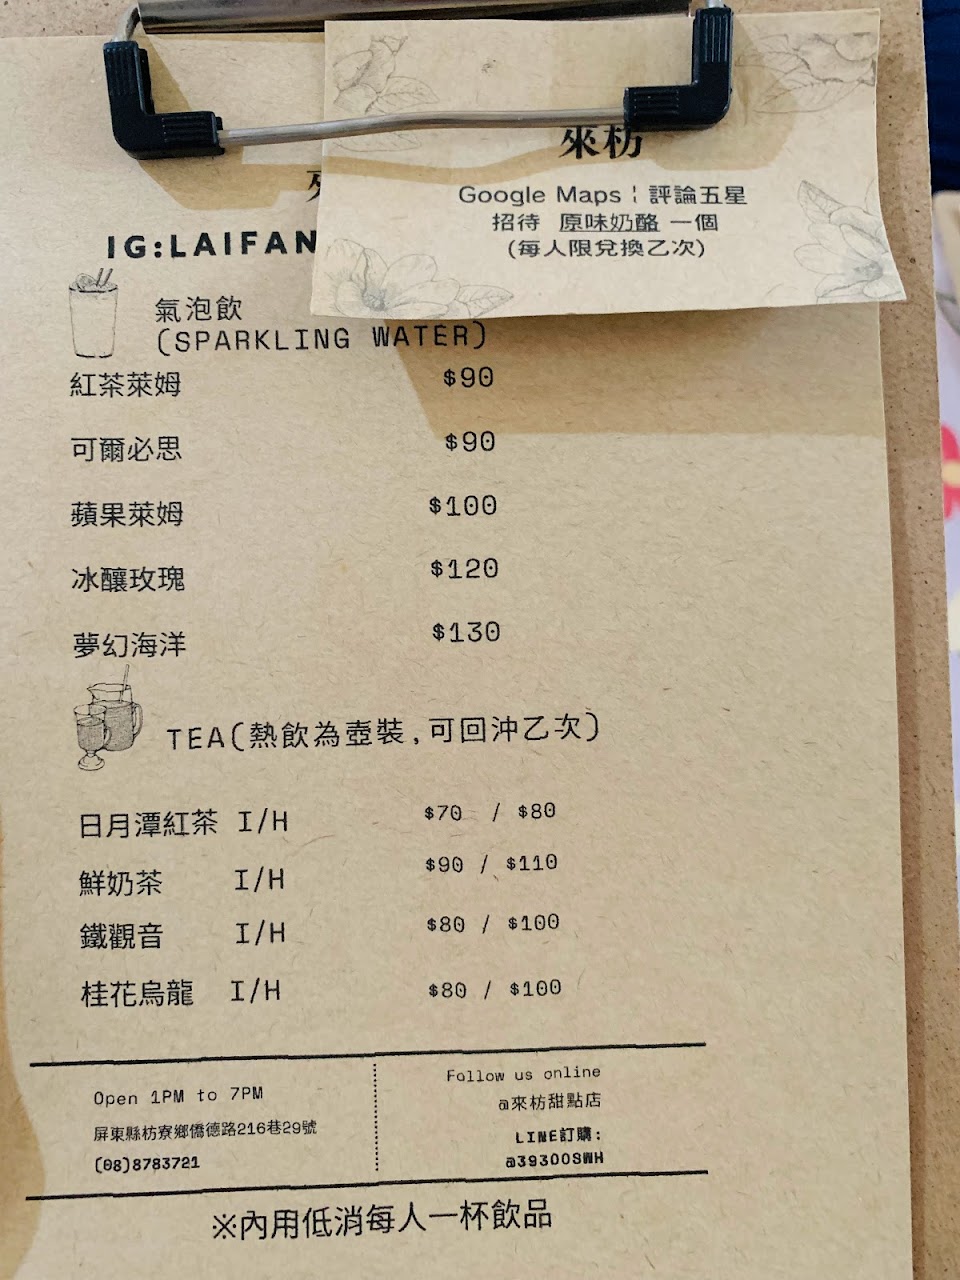 來枋
Google Maps ¦ 評論五星
招待 原味奶酪 一個
(每人限兌換乙次)
IG:LAIFAN
氣泡飲
(SPARKLING WATER)
紅茶萊姆 $90
可爾必思 $90
蘋果萊姆 $100
冰釀玫瑰 $120
夢幻海洋 $130
TEA(熱飲為壺裝,可回沖乙次)
日月潭紅茶 I/H $70 / $80
鮮奶茶 I/H $90 / $110
鐵觀音 I/H $80 / $100
桂花烏龍 I/H $80 / $100
Open 1PM to 7PM
屏東縣枋寮鄉僑德路216巷29號
(08)8783721
Follow us online
@來枋甜點店
LINE訂購:
@393OOSWH
※內用低消每人一杯飲品